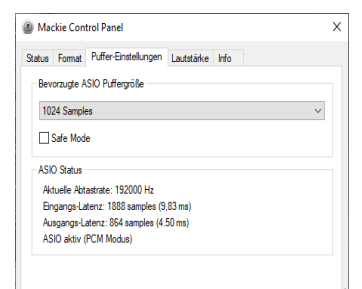 Mackie Control Panel
Status Format Puffer-Einstellungen Lautstärke Info
Bevorzugte ASIO Puffergröße
1024 Samples
Safe Mode
ASIO Status
Aktuelle Abtastrate: 192000 Hz
Eingangs-Latenz: 1888 samples (9,83 ms)
Ausgangs-Latenz: 864 samples (4.50 ms)
ASIO aktiv (PCM Modus)